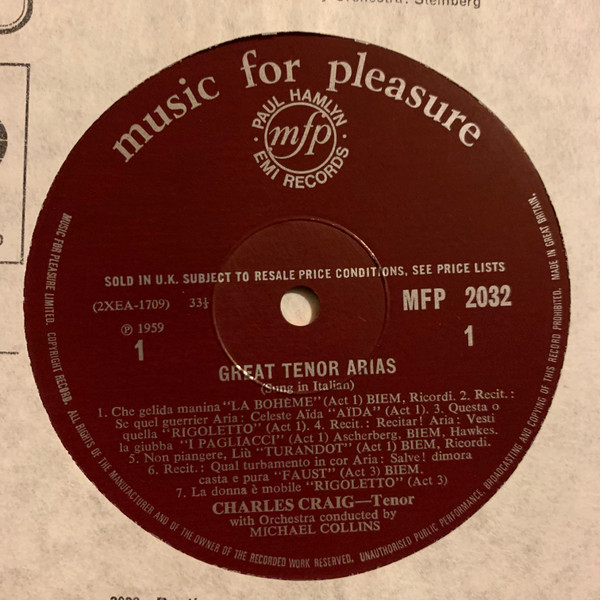 Orchestra: Steinberg
music for pleasure
PAUL HAMLYN
mfp
EMI RECORDS
SOLD IN U.K. SUBJECT TO RESALE PRICE CONDITIONS, SEE PRICE LISTS
(2XEA-1709) 33⅓ MFP 2032
℗ 1959
1 1
GREAT TENOR ARIAS
(Sung in Italian)
1. Che gelida manina "LA BOHÈME" (Act 1) BIEM, Ricordi. 2. Recit.:
Se quel guerrier Aria: Celeste Aïda "AÏDA" (Act 1). 3. Questa o
quella "RIGOLETTO" (Act 1). 4. Recit.: Recitar! Aria: Vesti
la giubba "I PAGLIACCI" (Act 1) Ascherberg, BIEM, Hawkes.
5. Non piangere, Liù "TURANDOT" (Act 1) BIEM, Ricordi.
6. Recit.: Qual turbamento in cor Aria: Salve! dimora
casta e pura "FAUST" (Act 3) BIEM.
7. La donna è mobile "RIGOLETTO" (Act 3)
CHARLES CRAIG—Tenor
with Orchestra conducted by
MICHAEL COLLINS
MUSIC FOR PLEASURE LIMITED. COPYRIGHT RECORD. ALL RIGHTS OF THE MANUFACTURER AND OF THE OWNER OF THE RECORDED WORK RESERVED. UNAUTHORISED PUBLIC PERFORMANCE, BROADCASTING AND COPYING OF THIS RECORD PROHIBITED. MADE IN GREAT BRITAIN.